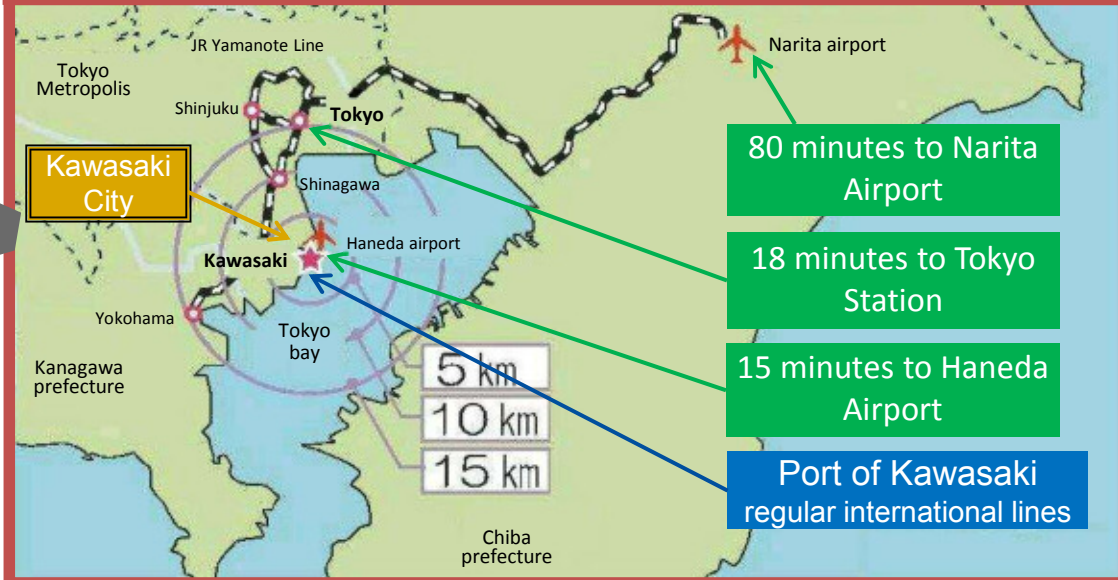 JR Yamanote Line
Narita airport
Tokyo
Metropolis
Shinjuku
Tokyo
80 minutes to Narita
Airport
Kawasaki
City
Shinagawa
Haneda airport
Kawasaki
18 minutes to Tokyo
Station
Yokohama
Tokyo
bay
Kanagawa
prefecture
5 km
10 km
15 km
15 minutes to Haneda
Airport
Port of Kawasaki
regular international lines
Chiba
prefecture